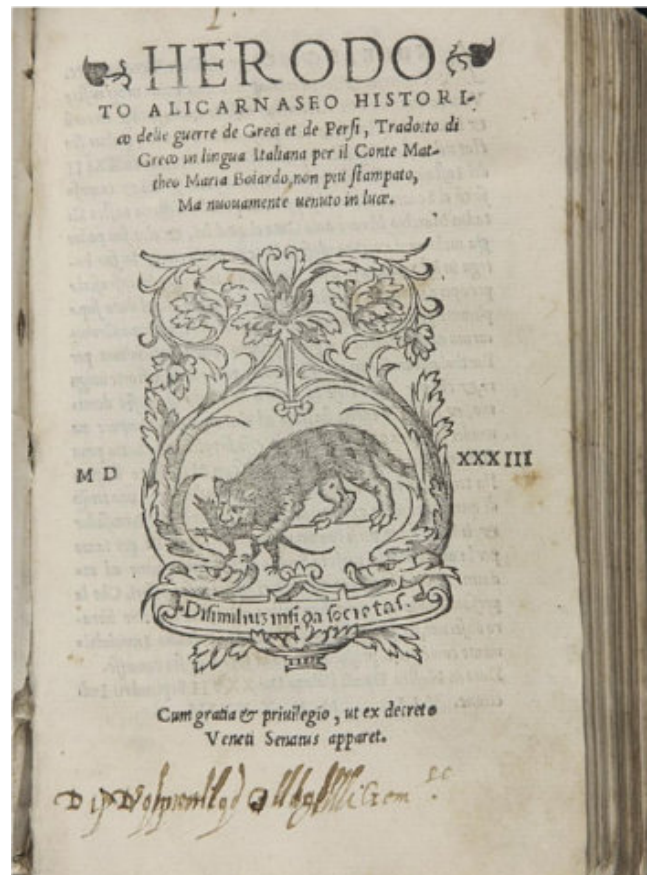 HERODO
TO ALICARNASEO HISTORI-
co delle guerre de Greci et de Persi, Tradotto di
Greco in lingua Italiana per il Conte Mat-
theo Maria Boiardo, non piu stampato,
Ma nuouamente uenuto in luce.
M D XXXIII
Disimiliuz infida societas.
Cum gratia & priuilegio, ut ex decreto
Veneti Senatus apparet.